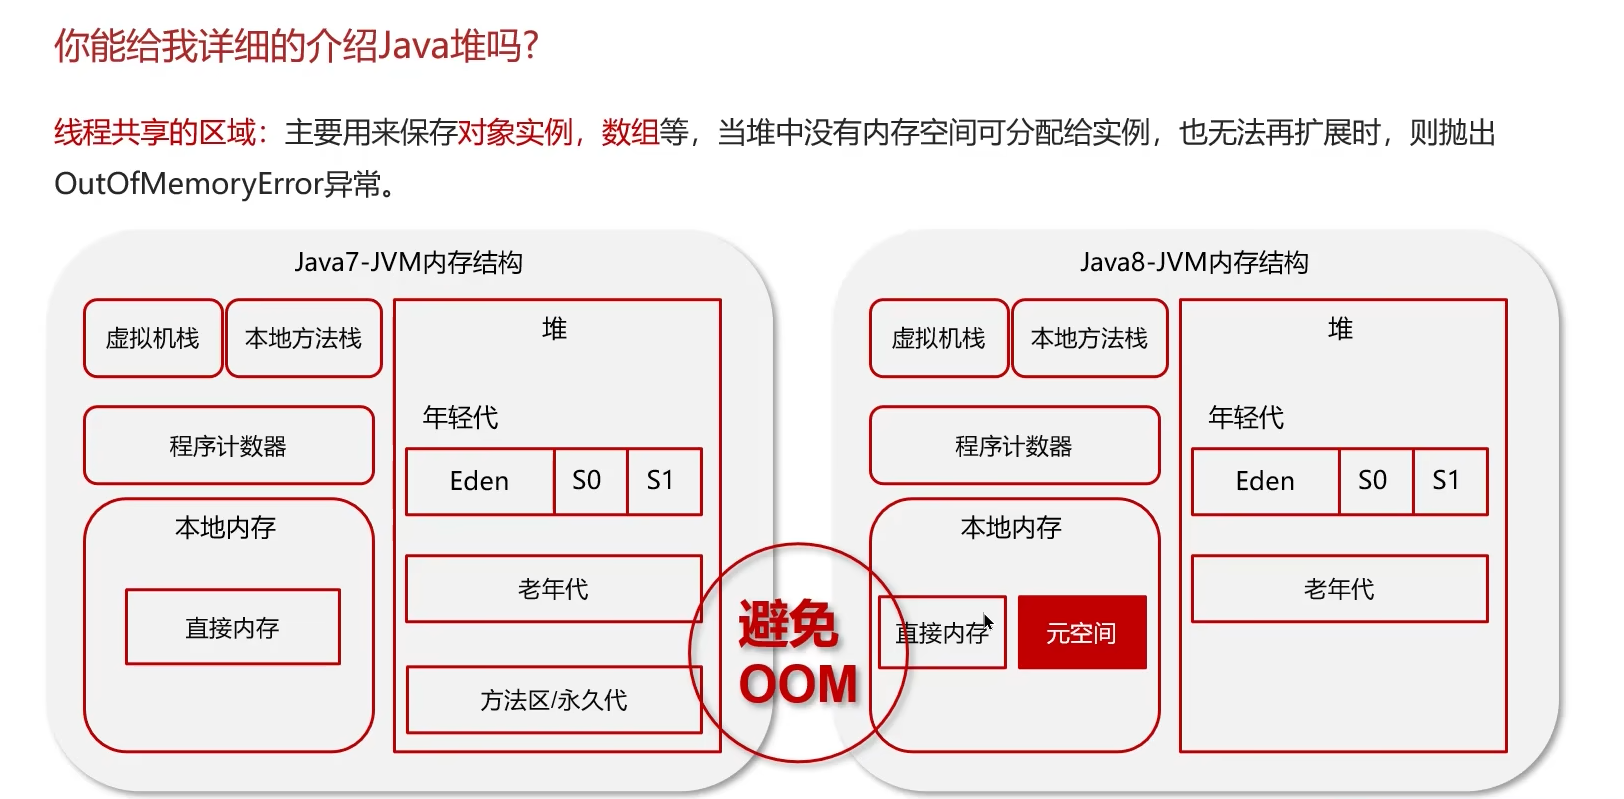 你能给我详细的介绍Java堆吗?
线程共享的区域：主要用来保存对象实例，数组等，当堆中没有内存空间可分配给实例，也无法再扩展时，则抛出
OutOfMemoryError异常。
Java7-JVM内存结构
虚拟机栈
本地方法栈
程序计数器
本地内存
直接内存
堆
年轻代
Eden
S0
S1
老年代
方法区/永久代
避免
OOM
Java8-JVM内存结构
虚拟机栈
本地方法栈
程序计数器
本地内存
直接内存
元空间
堆
年轻代
Eden
S0
S1
老年代